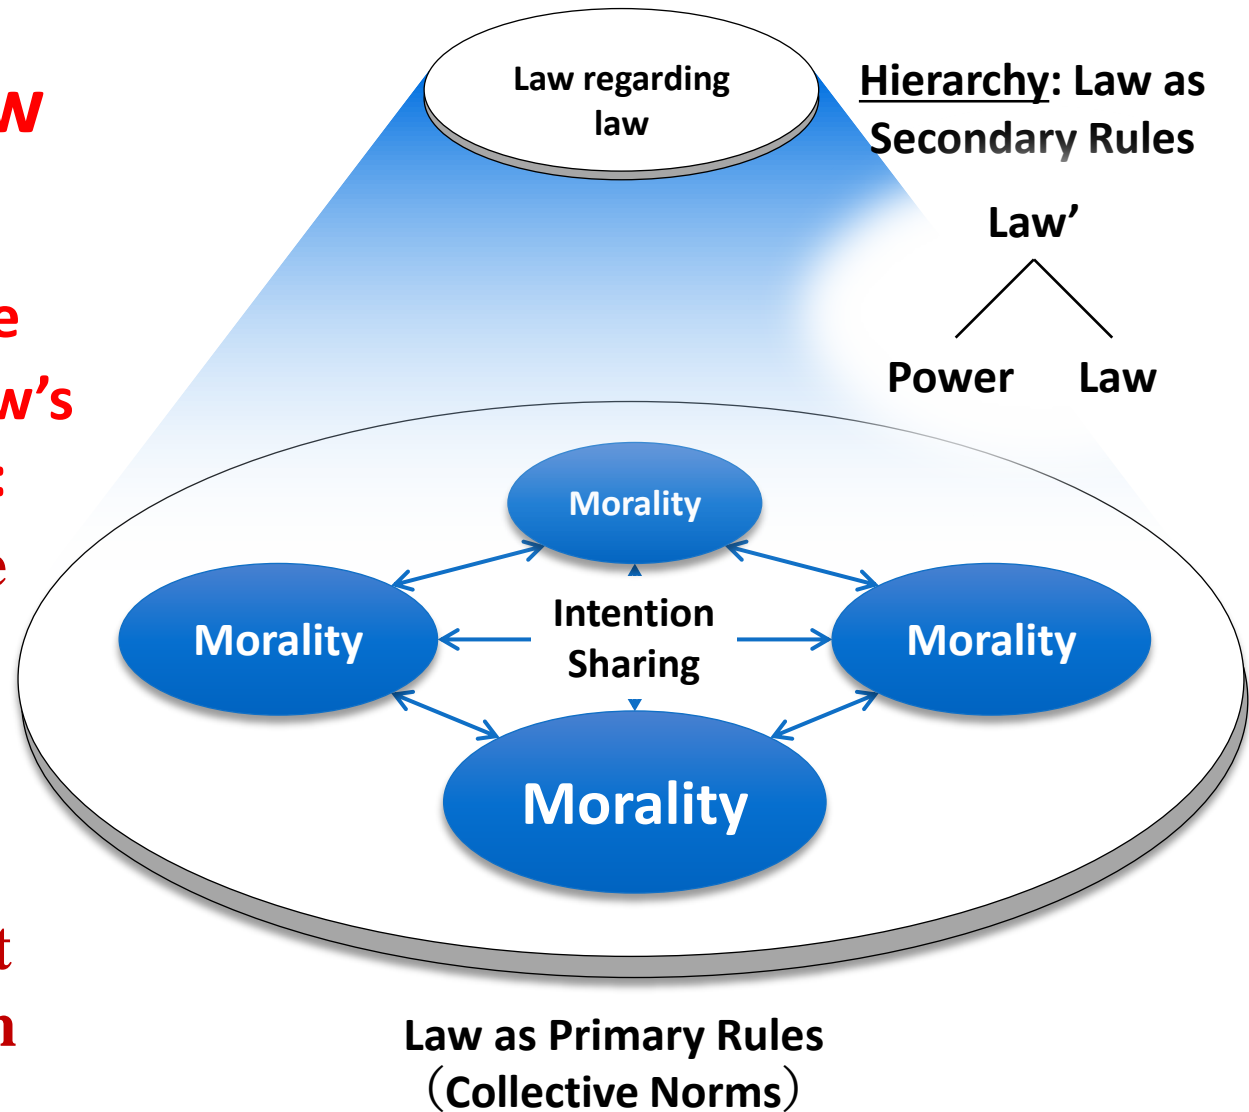 w
e
w's
:
e
t
n
Law regarding
law
Hierarchy: Law as
Secondary Rules
Law’
Power Law
Morality
Morality
Intention
Sharing
Morality
Morality
Law as Primary Rules
（Collective Norms）